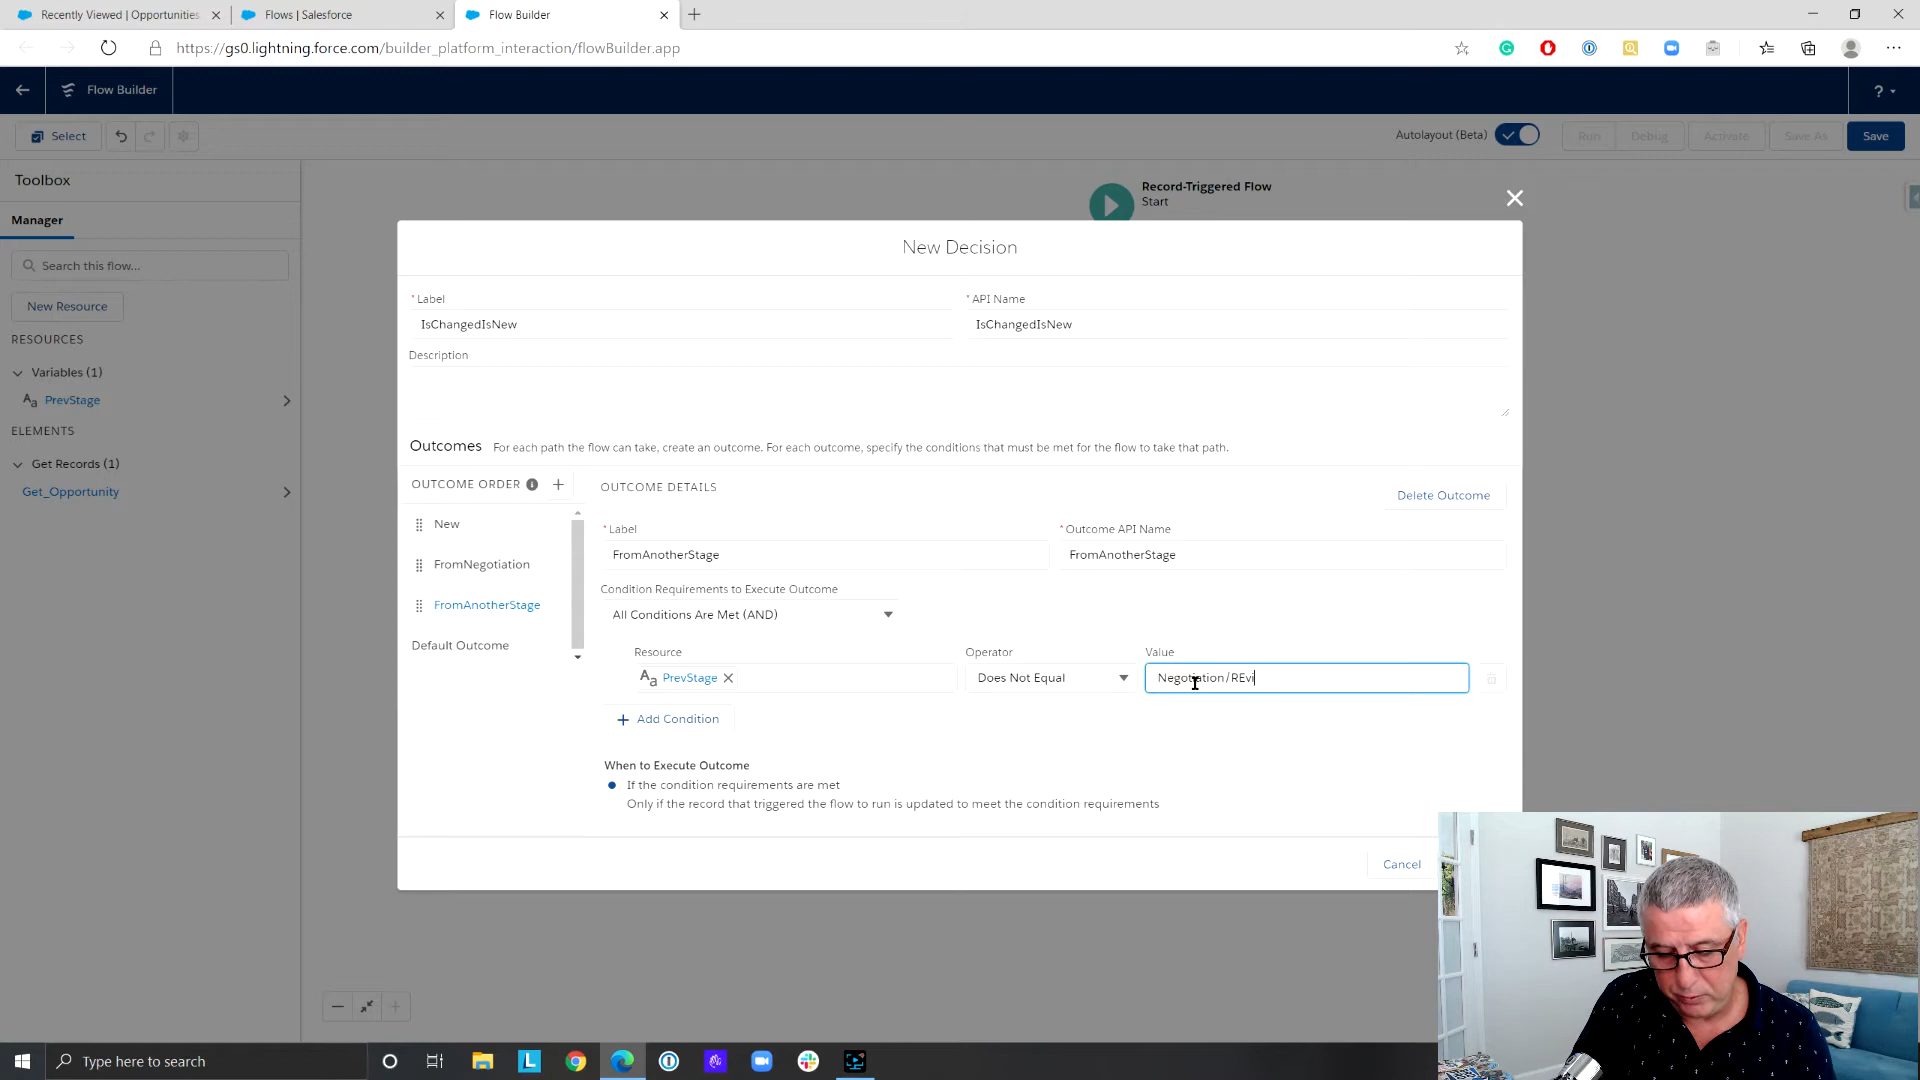 Recently Viewed | Opportunities
Flows | Salesforce
Flow Builder
https://gs0.lightning.force.com/builder_platform_interaction/flowBuilder.app
Flow Builder
?
Select
Autolayout (Beta)
Run
Debug
Activate
Save As
Save
Toolbox
Manager
Search this flow...
New Resource
RESOURCES
Variables (1)
Aa PrevStage
ELEMENTS
Get Records (1)
Get_Opportunity
Record-Triggered Flow
Start
New Decision
* Label
IsChangedIsNew
* API Name
IsChangedIsNew
Description
Outcomes For each path the flow can take, create an outcome. For each outcome, specify the conditions that must be met for the flow to take that path.
OUTCOME ORDER
New
FromNegotiation
FromAnotherStage
Default Outcome
OUTCOME DETAILS
Delete Outcome
* Label
FromAnotherStage
* Outcome API Name
FromAnotherStage
Condition Requirements to Execute Outcome
All Conditions Are Met (AND)
Resource
Operator
Value
Aa PrevStage
Does Not Equal
Negotiation/REvi
Add Condition
When to Execute Outcome
If the condition requirements are met
Only if the record that triggered the flow to run is updated to meet the condition requirements
Cancel
Type here to search